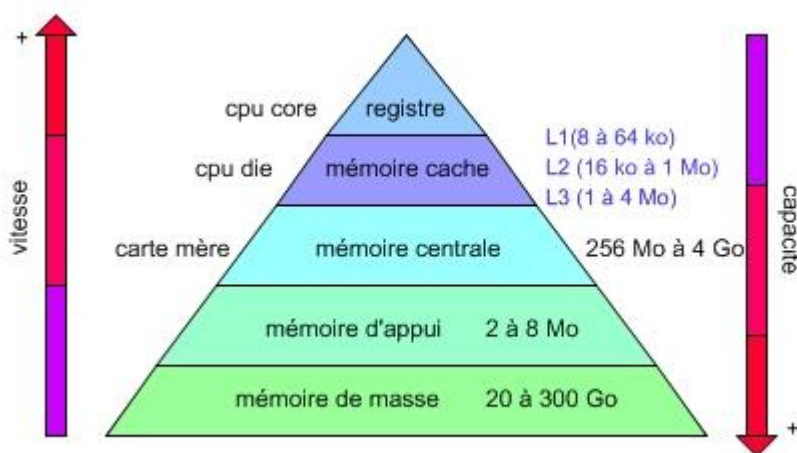 +
vitesse
cpu core
registre
L1(8 à 64 ko)
cpu die
mémoire cache
L2 (16 ko à 1 Mo)
L3 (1 à 4 Mo)
carte mère
mémoire centrale
256 Mo à 4 Go
capacité
mémoire d'appui 2 à 8 Mo
mémoire de masse 20 à 300 Go
+